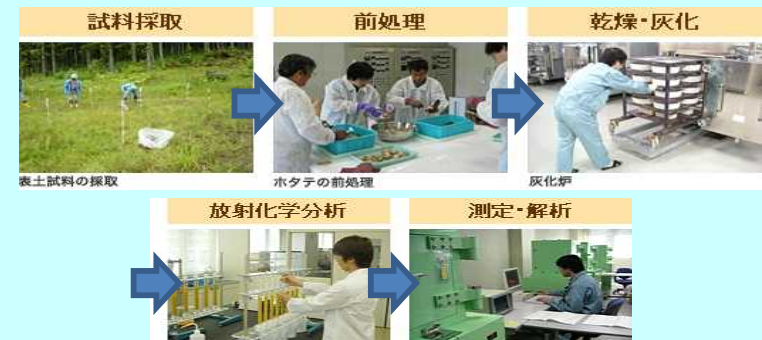 試料採取
前処理
乾燥・灰化
表土試料の採取
ホタテの前処理
灰化炉
放射化学分析
測定・解析